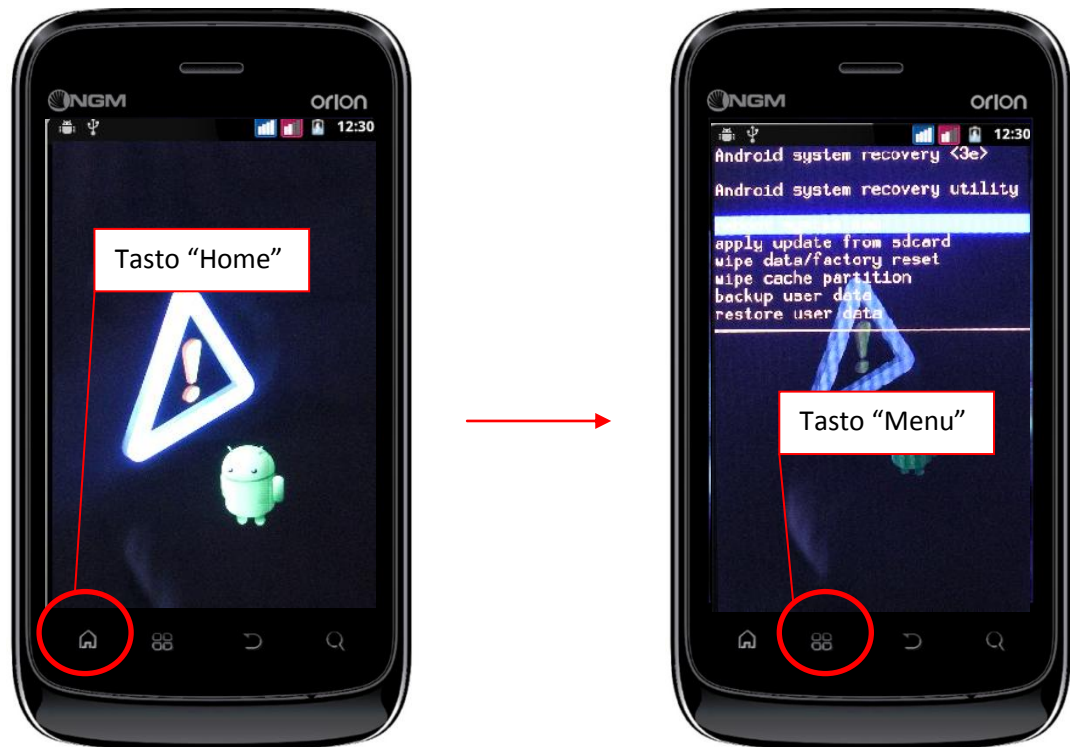 NGM orion
12:30
Tasto “Home”
NGM orion
12:30
Android system recovery <3e>
Android system recovery utility
apply update from sdcard
wipe data/factory reset
wipe cache partition
backup user data
restore user data
Tasto “Menu”